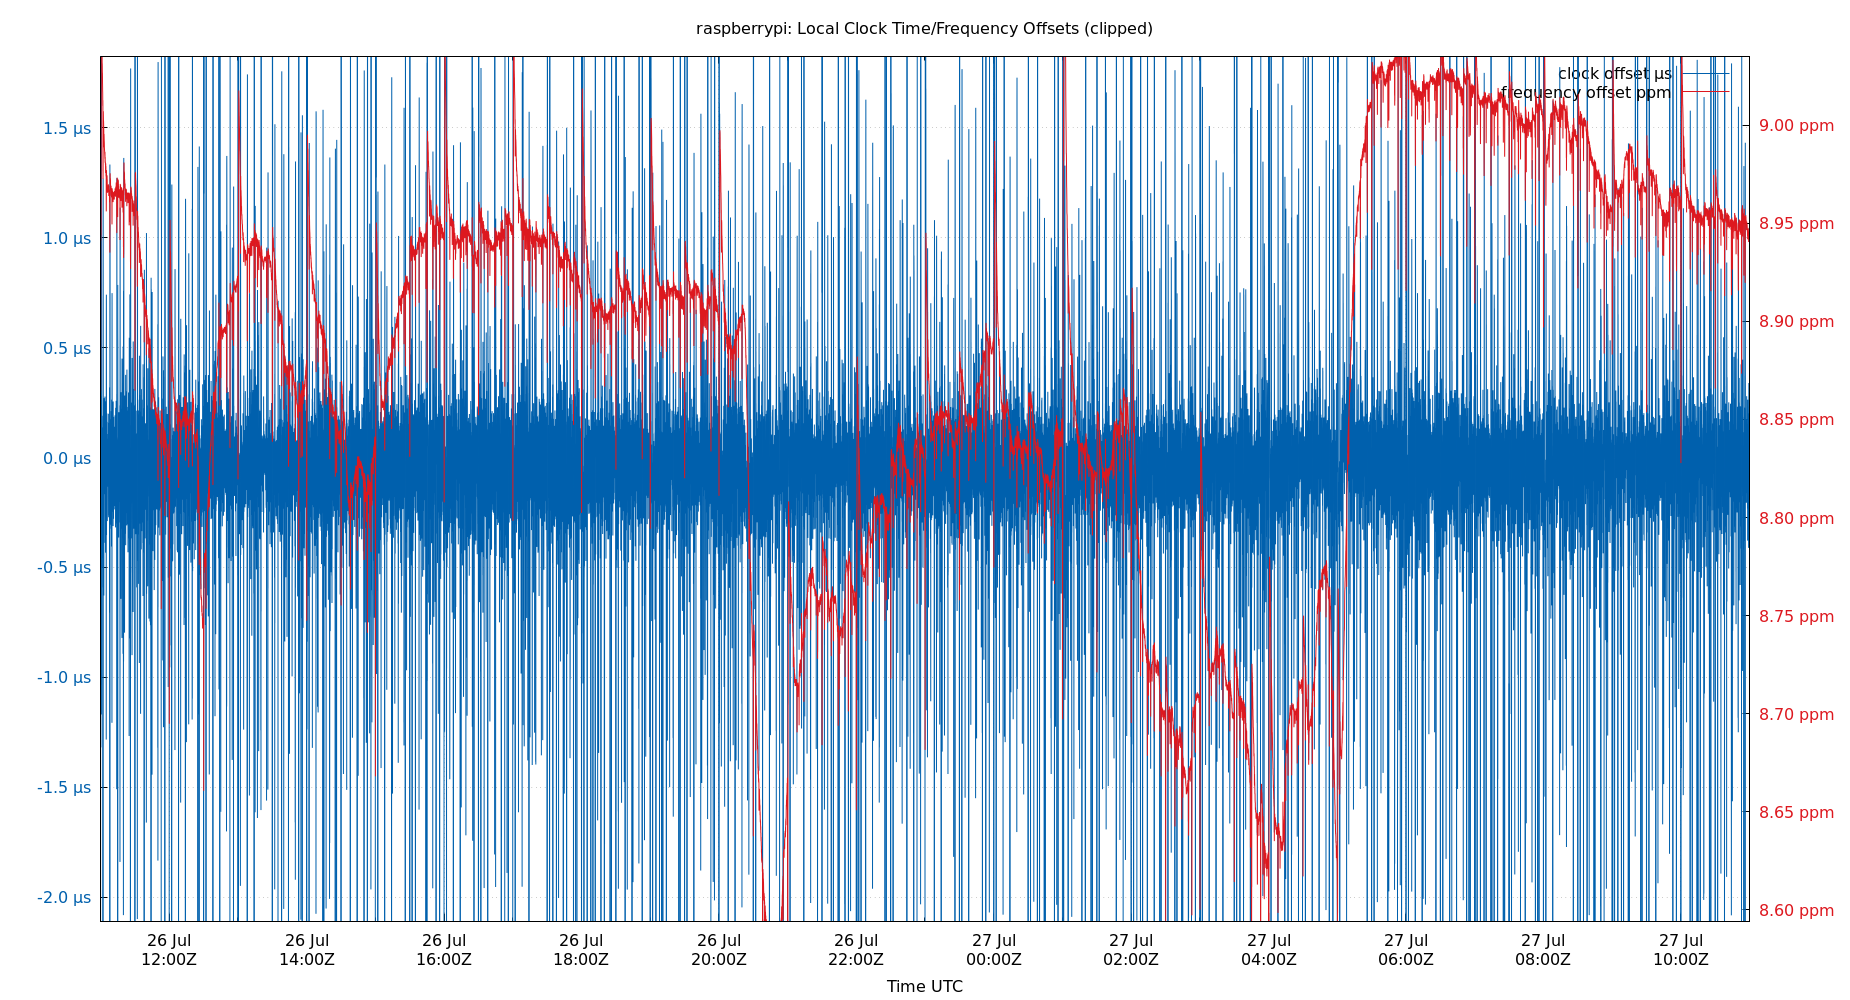 raspberrypi: Local Clock Time/Frequency Offsets (clipped)
clock offset µs
frequency offset ppm
1.5 µs
1.0 µs
0.5 µs
0.0 µs
-0.5 µs
-1.0 µs
-1.5 µs
-2.0 µs
9.00 ppm
8.95 ppm
8.90 ppm
8.85 ppm
8.80 ppm
8.75 ppm
8.70 ppm
8.65 ppm
8.60 ppm
26 Jul
12:00Z
26 Jul
14:00Z
26 Jul
16:00Z
26 Jul
18:00Z
26 Jul
20:00Z
26 Jul
22:00Z
27 Jul
00:00Z
27 Jul
02:00Z
27 Jul
04:00Z
27 Jul
06:00Z
27 Jul
08:00Z
27 Jul
10:00Z
Time UTC